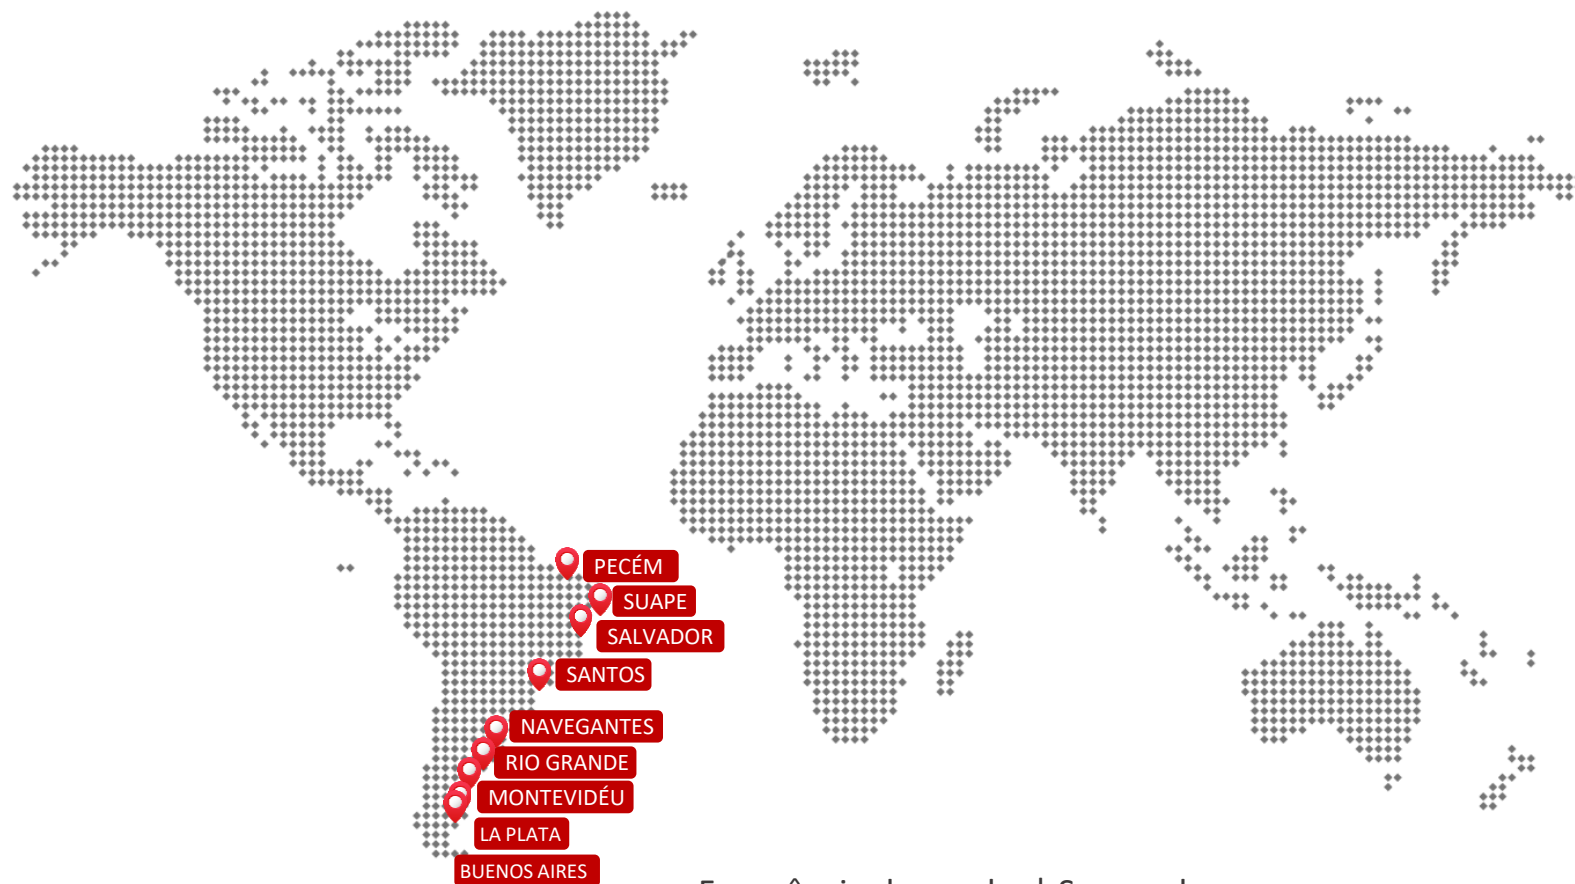 PECÉM
SUAPE
SALVADOR
SANTOS
NAVEGANTES
RIO GRANDE
MONTEVIDÉU
LA PLATA
BUENOS AIRES